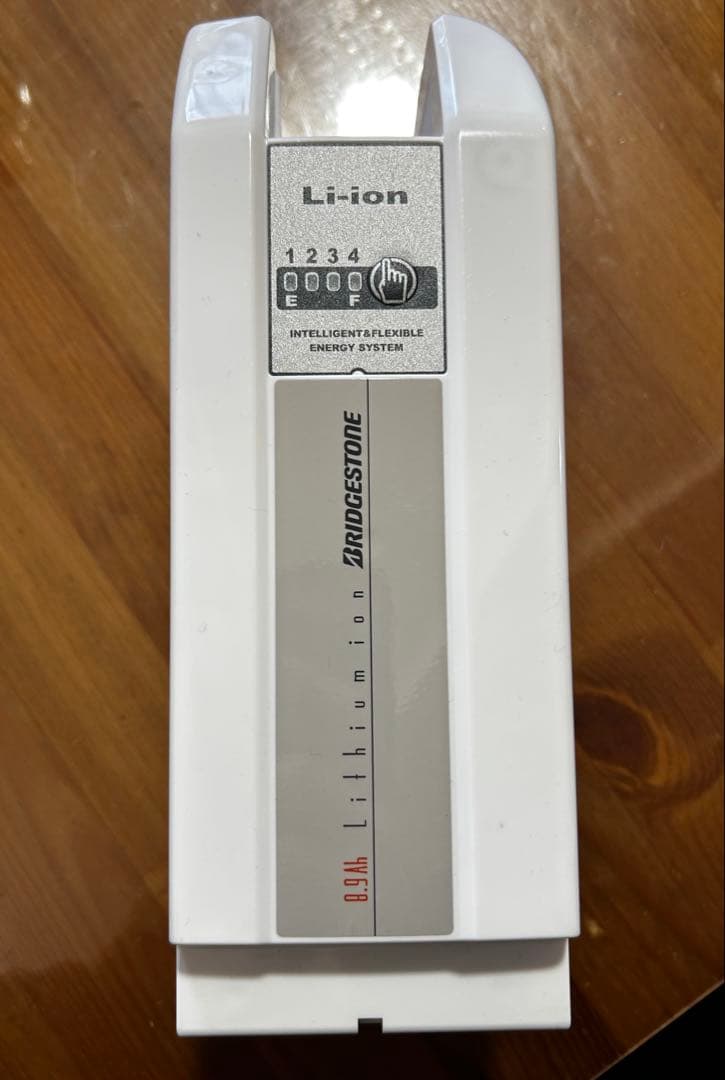 Li-ion
1 2 3 4
E F
INTELLIGENT&FLEXIBLE
ENERGY SYSTEM
8.9Ah Lithium ion BRIDGESTONE